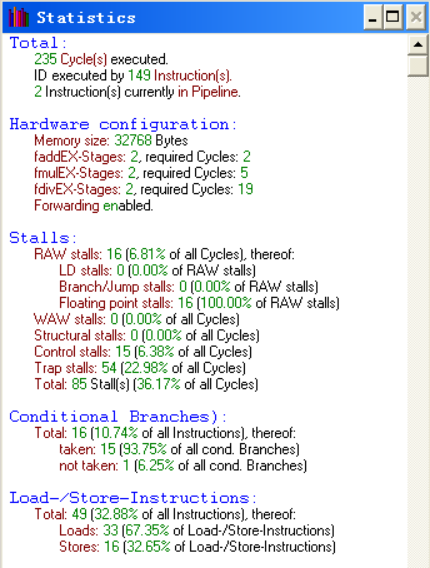 Statistics
Total:
235 Cycle(s) executed.
ID executed by 149 Instruction(s).
2 Instruction(s) currently in Pipeline.
Hardware configuration:
Memory size: 32768 Bytes
faddEX-Stages: 2, required Cycles: 2
fmulEX-Stages: 2, required Cycles: 5
fdivEX-Stages: 2, required Cycles: 19
Forwarding enabled.
Stalls:
RAW stalls: 16 (6.81% of all Cycles), thereof:
LD stalls: 0 (0.00% of RAW stalls)
Branch/Jump stalls: 0 (0.00% of RAW stalls)
Floating point stalls: 16 (100.00% of RAW stalls)
WAW stalls: 0 (0.00% of all Cycles)
Structural stalls: 0 (0.00% of all Cycles)
Control stalls: 15 (6.38% of all Cycles)
Trap stalls: 54 (22.98% of all Cycles)
Total: 85 Stall(s) (36.17% of all Cycles)
Conditional Branches):
Total: 16 (10.74% of all Instructions), thereof:
taken: 15 (93.75% of all cond. Branches)
not taken: 1 (6.25% of all cond. Branches)
Load-/Store-Instructions:
Total: 49 (32.88% of all Instructions), thereof:
Loads: 33 (67.35% of Load-/Store-Instructions)
Stores: 16 (32.65% of Load-/Store-Instructions)